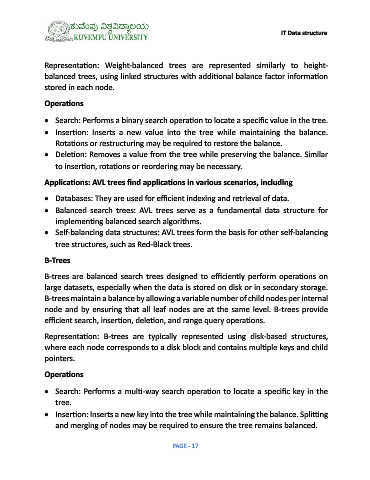 ಕುವೆಂಪು ವಿಶ್ವವಿದ್ಯಾಲಯ
KUVEMPU UNIVERSITY
IT Data structure
Representation: Weight-balanced trees are represented similarly to height-
balanced trees, using linked structures with additional balance factor information
stored in each node.
Operations
• Search: Performs a binary search operation to locate a specific value in the tree.
• Insertion: Inserts a new value into the tree while maintaining the balance.
Rotations or restructuring may be required to restore the balance.
• Deletion: Removes a value from the tree while preserving the balance. Similar
to insertion, rotations or reordering may be necessary.
Applications: AVL trees find applications in various scenarios, including
• Databases: They are used for efficient indexing and retrieval of data.
• Balanced search trees: AVL trees serve as a fundamental data structure for
implementing balanced search algorithms.
• Self-balancing data structures: AVL trees form the basis for other self-balancing
tree structures, such as Red-Black trees.
B-Trees
B-trees are balanced search trees designed to efficiently perform operations on
large datasets, especially when the data is stored on disk or in secondary storage.
B-trees maintain a balance by allowing a variable number of child nodes per internal
node and by ensuring that all leaf nodes are at the same level. B-trees provide
efficient search, insertion, deletion, and range query operations.
Representation: B-trees are typically represented using disk-based structures,
where each node corresponds to a disk block and contains multiple keys and child
pointers.
Operations
• Search: Performs a multi-way search operation to locate a specific key in the
tree.
• Insertion: Inserts a new key into the tree while maintaining the balance. Splitting
and merging of nodes may be required to ensure the tree remains balanced.
PAGE - 17